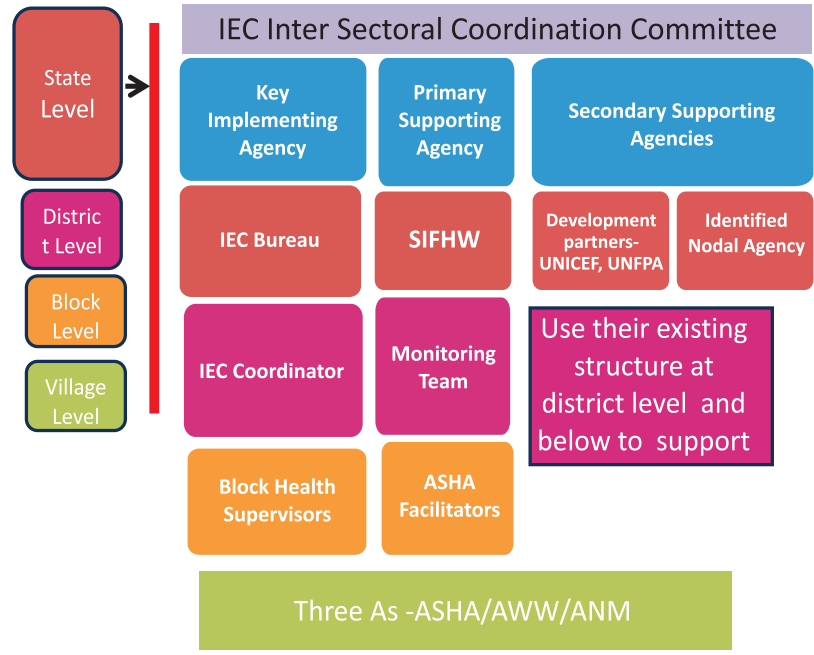 IEC Inter Sectoral Coordination Committee
State
Level
Key
Implementing
Agency
Primary
Supporting
Agency
Secondary Supporting
Agencies
Distric
t Level
IEC Bureau
SIFHW
Development
partners-
UNICEF, UNFPA
Identified
Nodal Agency
Block
Level
IEC Coordinator
Monitoring
Team
Use their existing
structure at
district level and
below to support
Village
Level
Block Health
Supervisors
ASHA
Facilitators
Three As -ASHA/AWW/ANM